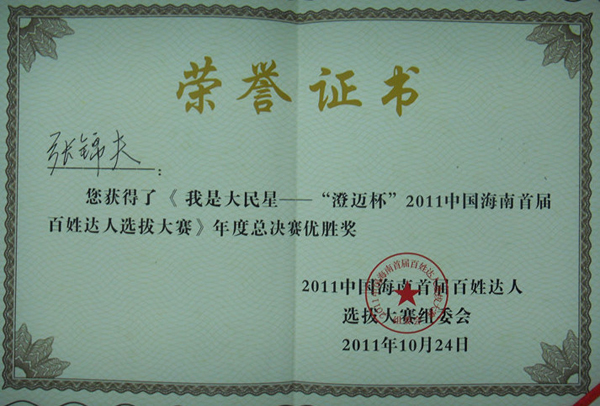 荣誉证书
张锦夫:
您获得了《我是大民星——“澄迈杯”2011中国海南首届
百姓达人选拔大赛》年度总决赛优胜奖
2011中国海南首届百姓达人
选拔大赛组委会
2011年10月24日